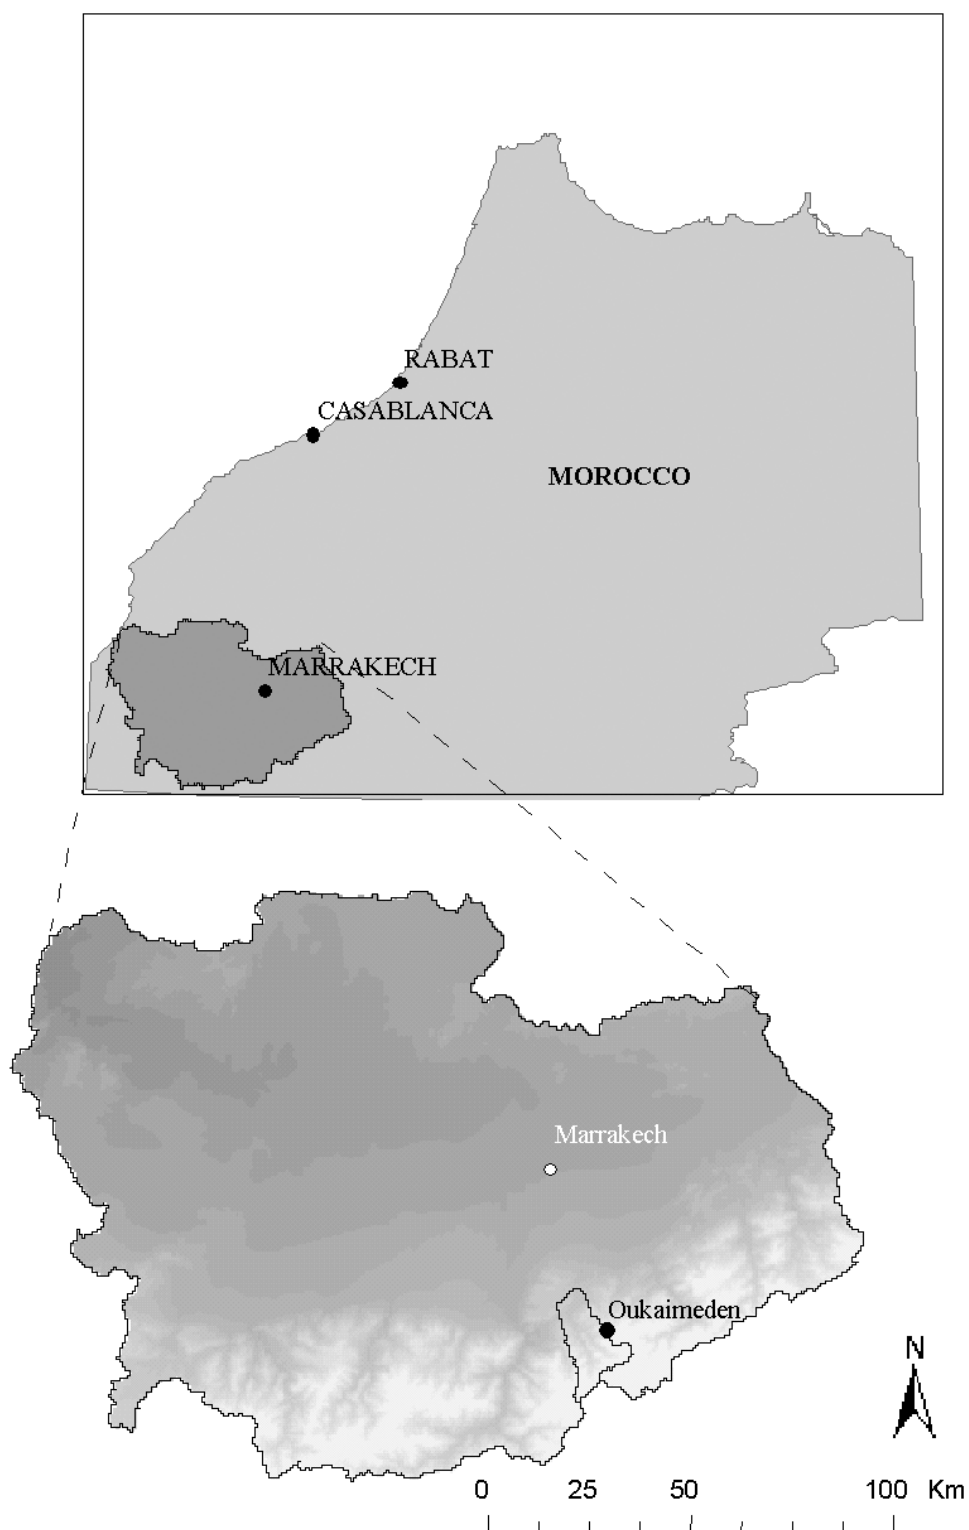 RABAT
CASABLANCA
MOROCCO
MARRAKECH
Marrakech
Oukaimeden
N
0 25 50 100 Km